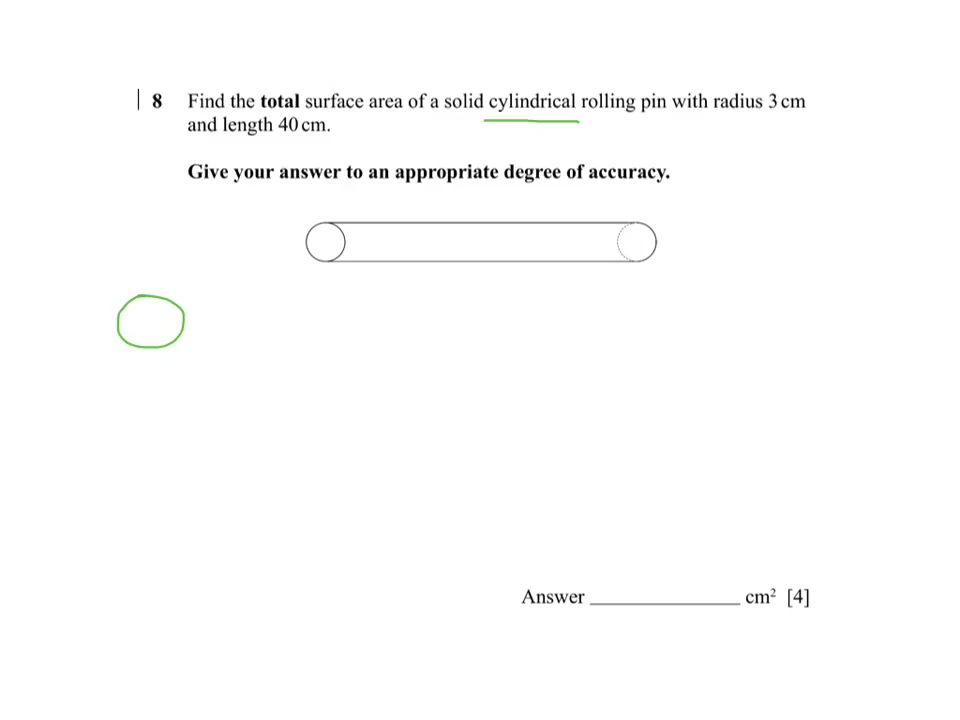 8 Find the total surface area of a solid cylindrical rolling pin with radius 3 cm
and length 40 cm.
Give your answer to an appropriate degree of accuracy.
Answer ______________ cm² [4]